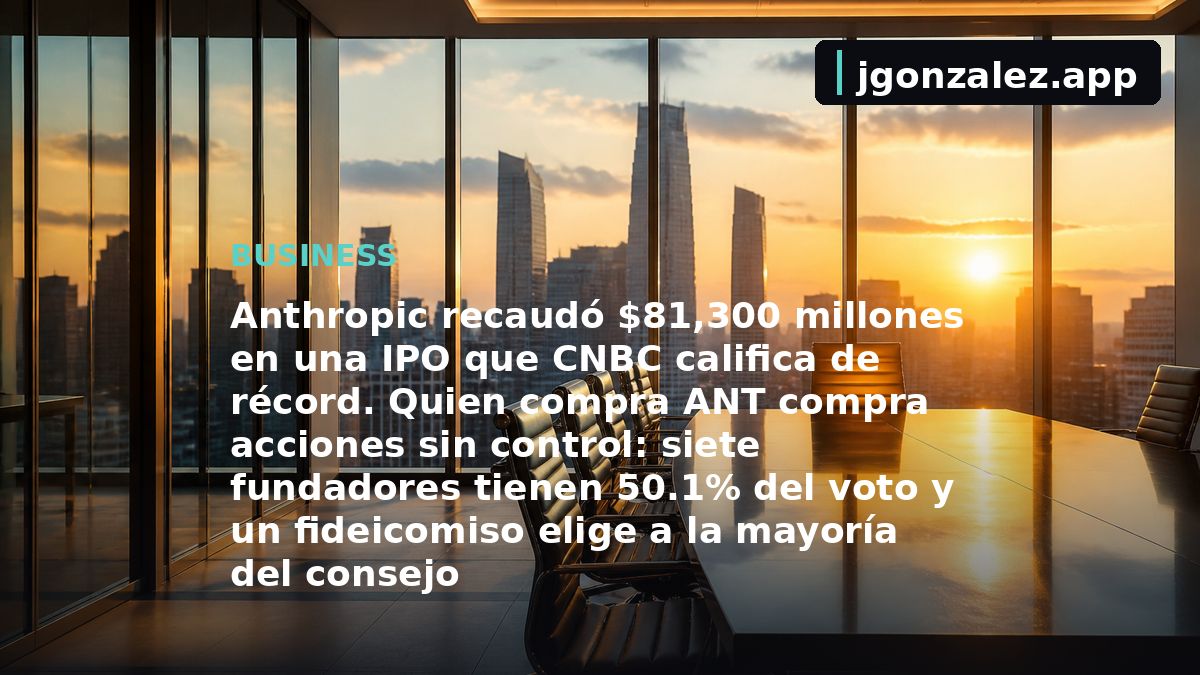 jgonzalez.app
BUSINESS
Anthropic recaudó $81,300 millones
en una IPO que CNBC califica de
récord. Quien compra ANT compra
acciones sin control: siete
fundadores tienen 50.1% del voto y
un fideicomiso elige a la mayoría
del consejo